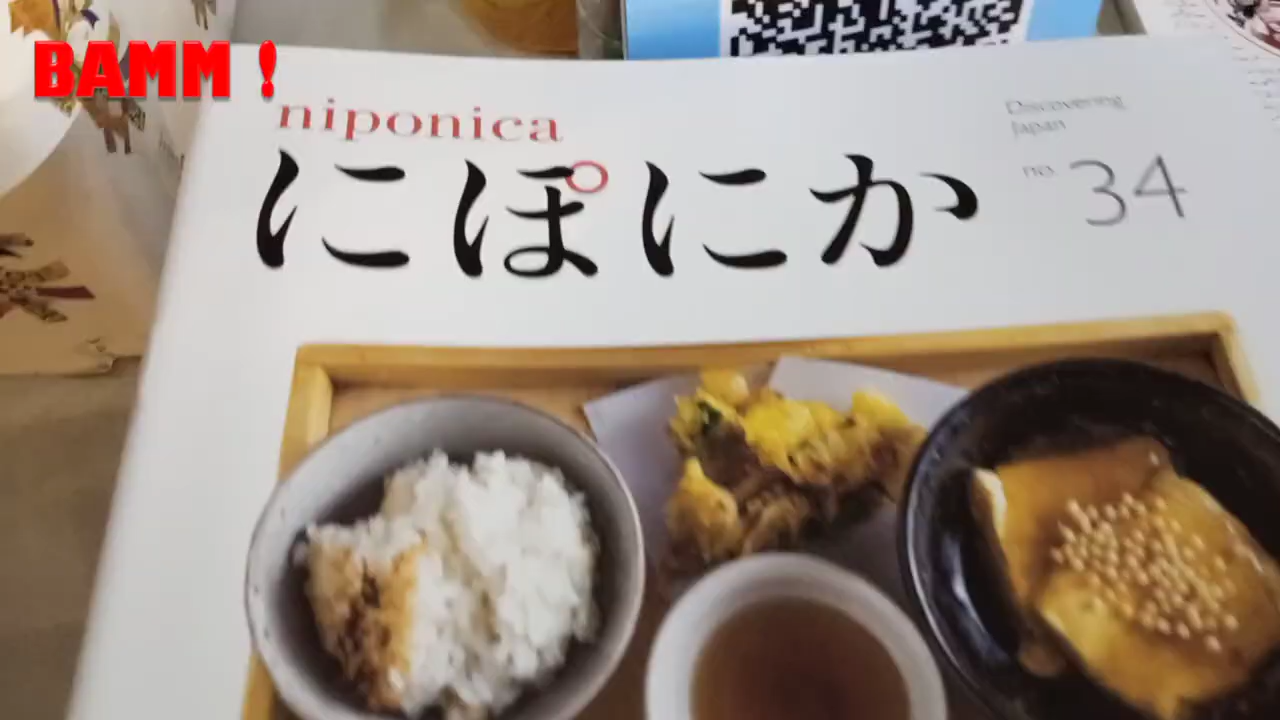 BAMM !
niponica
にぽにか
Discovering
Japan
no. 34